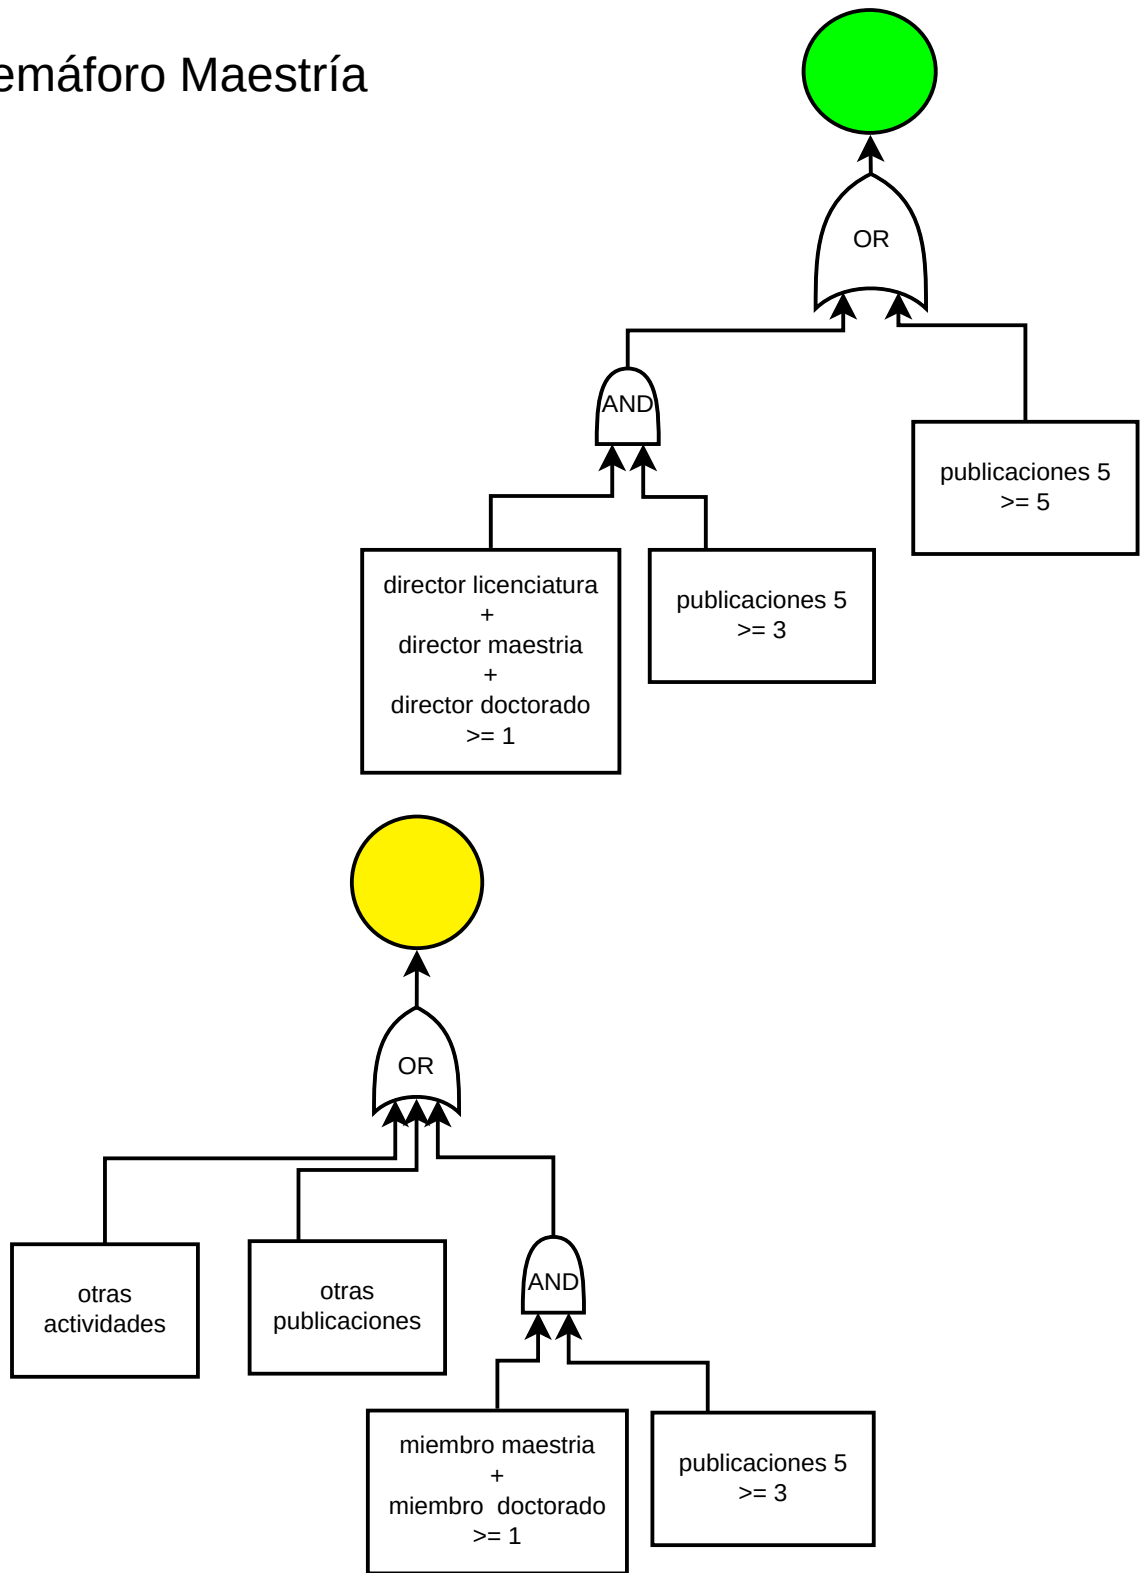 emáforo Maestría
OR
AND
publicaciones 5
>= 5
director licenciatura
+
director maestria
+
director doctorado
>= 1
publicaciones 5
>= 3
OR
AND
otras
actividades
otras
publicaciones
miembro maestria
+
miembro doctorado
>= 1
publicaciones 5
>= 3